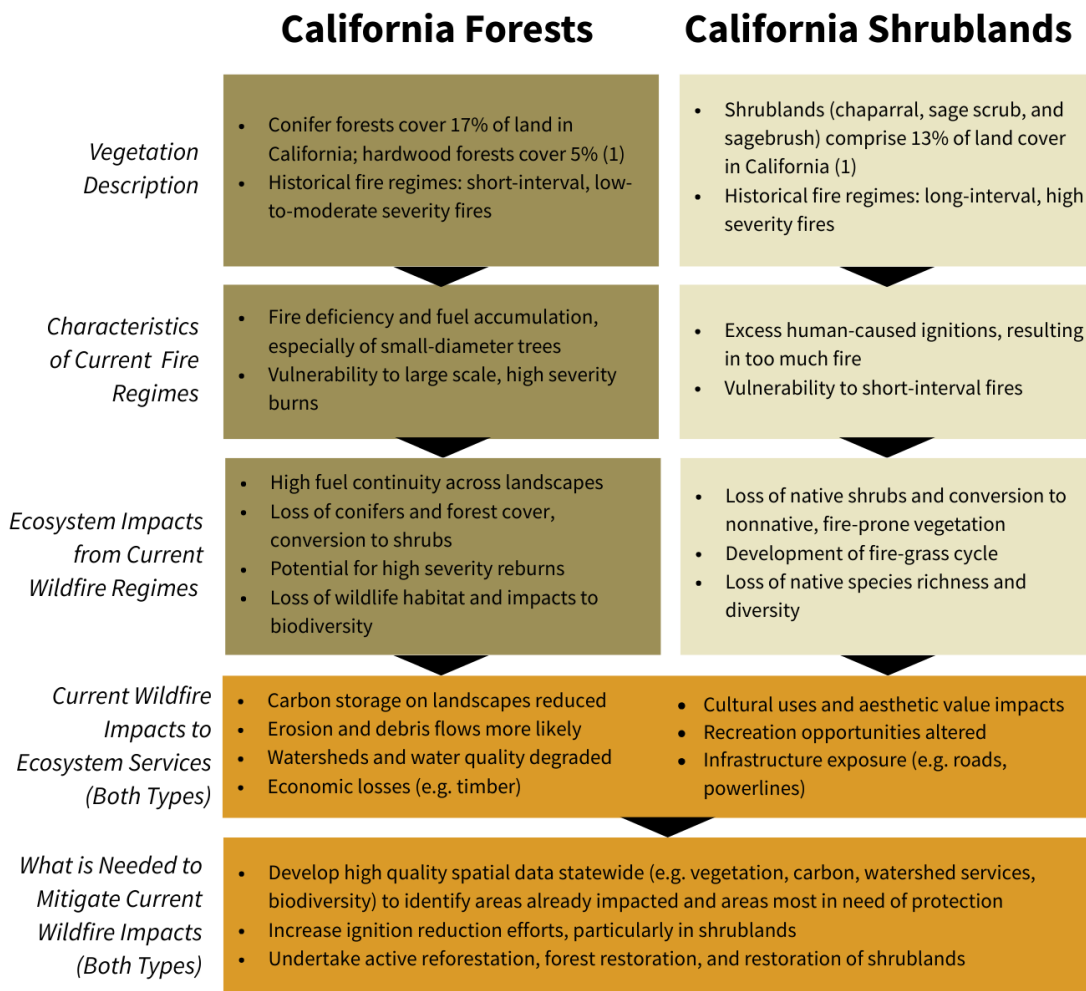 California Forests
California Shrublands
Vegetation
Description
• Conifer forests cover 17% of land in
California; hardwood forests cover 5% (1)
• Historical fire regimes: short-interval, low-
to-moderate severity fires
• Shrublands (chaparral, sage scrub, and
sagebrush) comprise 13% of land cover
in California (1)
• Historical fire regimes: long-interval, high
severity fires
Characteristics
of Current Fire
Regimes
• Fire deficiency and fuel accumulation,
especially of small-diameter trees
• Vulnerability to large scale, high severity
burns
• Excess human-caused ignitions, resulting
in too much fire
• Vulnerability to short-interval fires
Ecosystem Impacts
from Current
Wildfire Regimes
• High fuel continuity across landscapes
• Loss of conifers and forest cover,
conversion to shrubs
• Potential for high severity reburns
• Loss of wildlife habitat and impacts to
biodiversity
• Loss of native shrubs and conversion to
nonnative, fire-prone vegetation
• Development of fire-grass cycle
• Loss of native species richness and
diversity
Current Wildfire
Impacts to
Ecosystem Services
(Both Types)
• Carbon storage on landscapes reduced
• Erosion and debris flows more likely
• Watersheds and water quality degraded
• Economic losses (e.g. timber)
• Cultural uses and aesthetic value impacts
• Recreation opportunities altered
• Infrastructure exposure (e.g. roads,
powerlines)
What is Needed to
Mitigate Current
Wildfire Impacts
(Both Types)
• Develop high quality spatial data statewide (e.g. vegetation, carbon, watershed services,
biodiversity) to identify areas already impacted and areas most in need of protection
• Increase ignition reduction efforts, particularly in shrublands
• Undertake active reforestation, forest restoration, and restoration of shrublands